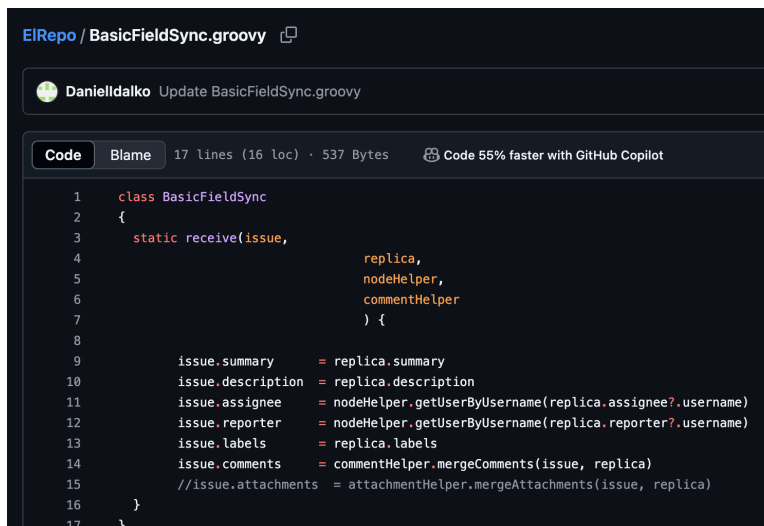 ElRepo / BasicFieldSync.groovy
DanielIdalko Update BasicFieldSync.groovy
Code Blame 17 lines (16 loc) · 537 Bytes Code 55% faster with GitHub Copilot
1 class BasicFieldSync
2 {
3 static receive(issue,
4 replica,
5 nodeHelper,
6 commentHelper
7 ) {
8
9 issue.summary = replica.summary
10 issue.description = replica.description
11 issue.assignee = nodeHelper.getUserByUsername(replica.assignee?.username)
12 issue.reporter = nodeHelper.getUserByUsername(replica.reporter?.username)
13 issue.labels = replica.labels
14 issue.comments = commentHelper.mergeComments(issue, replica)
15 //issue.attachments = attachmentHelper.mergeAttachments(issue, replica)
16 }
17 }